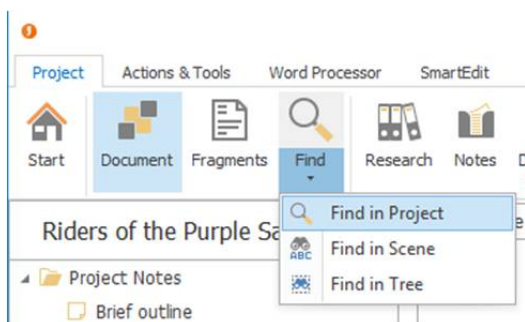 Project Actions & Tools Word Processor SmartEdit
Start Document Fragments Find Research Notes D
Riders of the Purple Sa
Find in Project
Find in Scene
Find in Tree
ABC
Project Notes
Brief outline